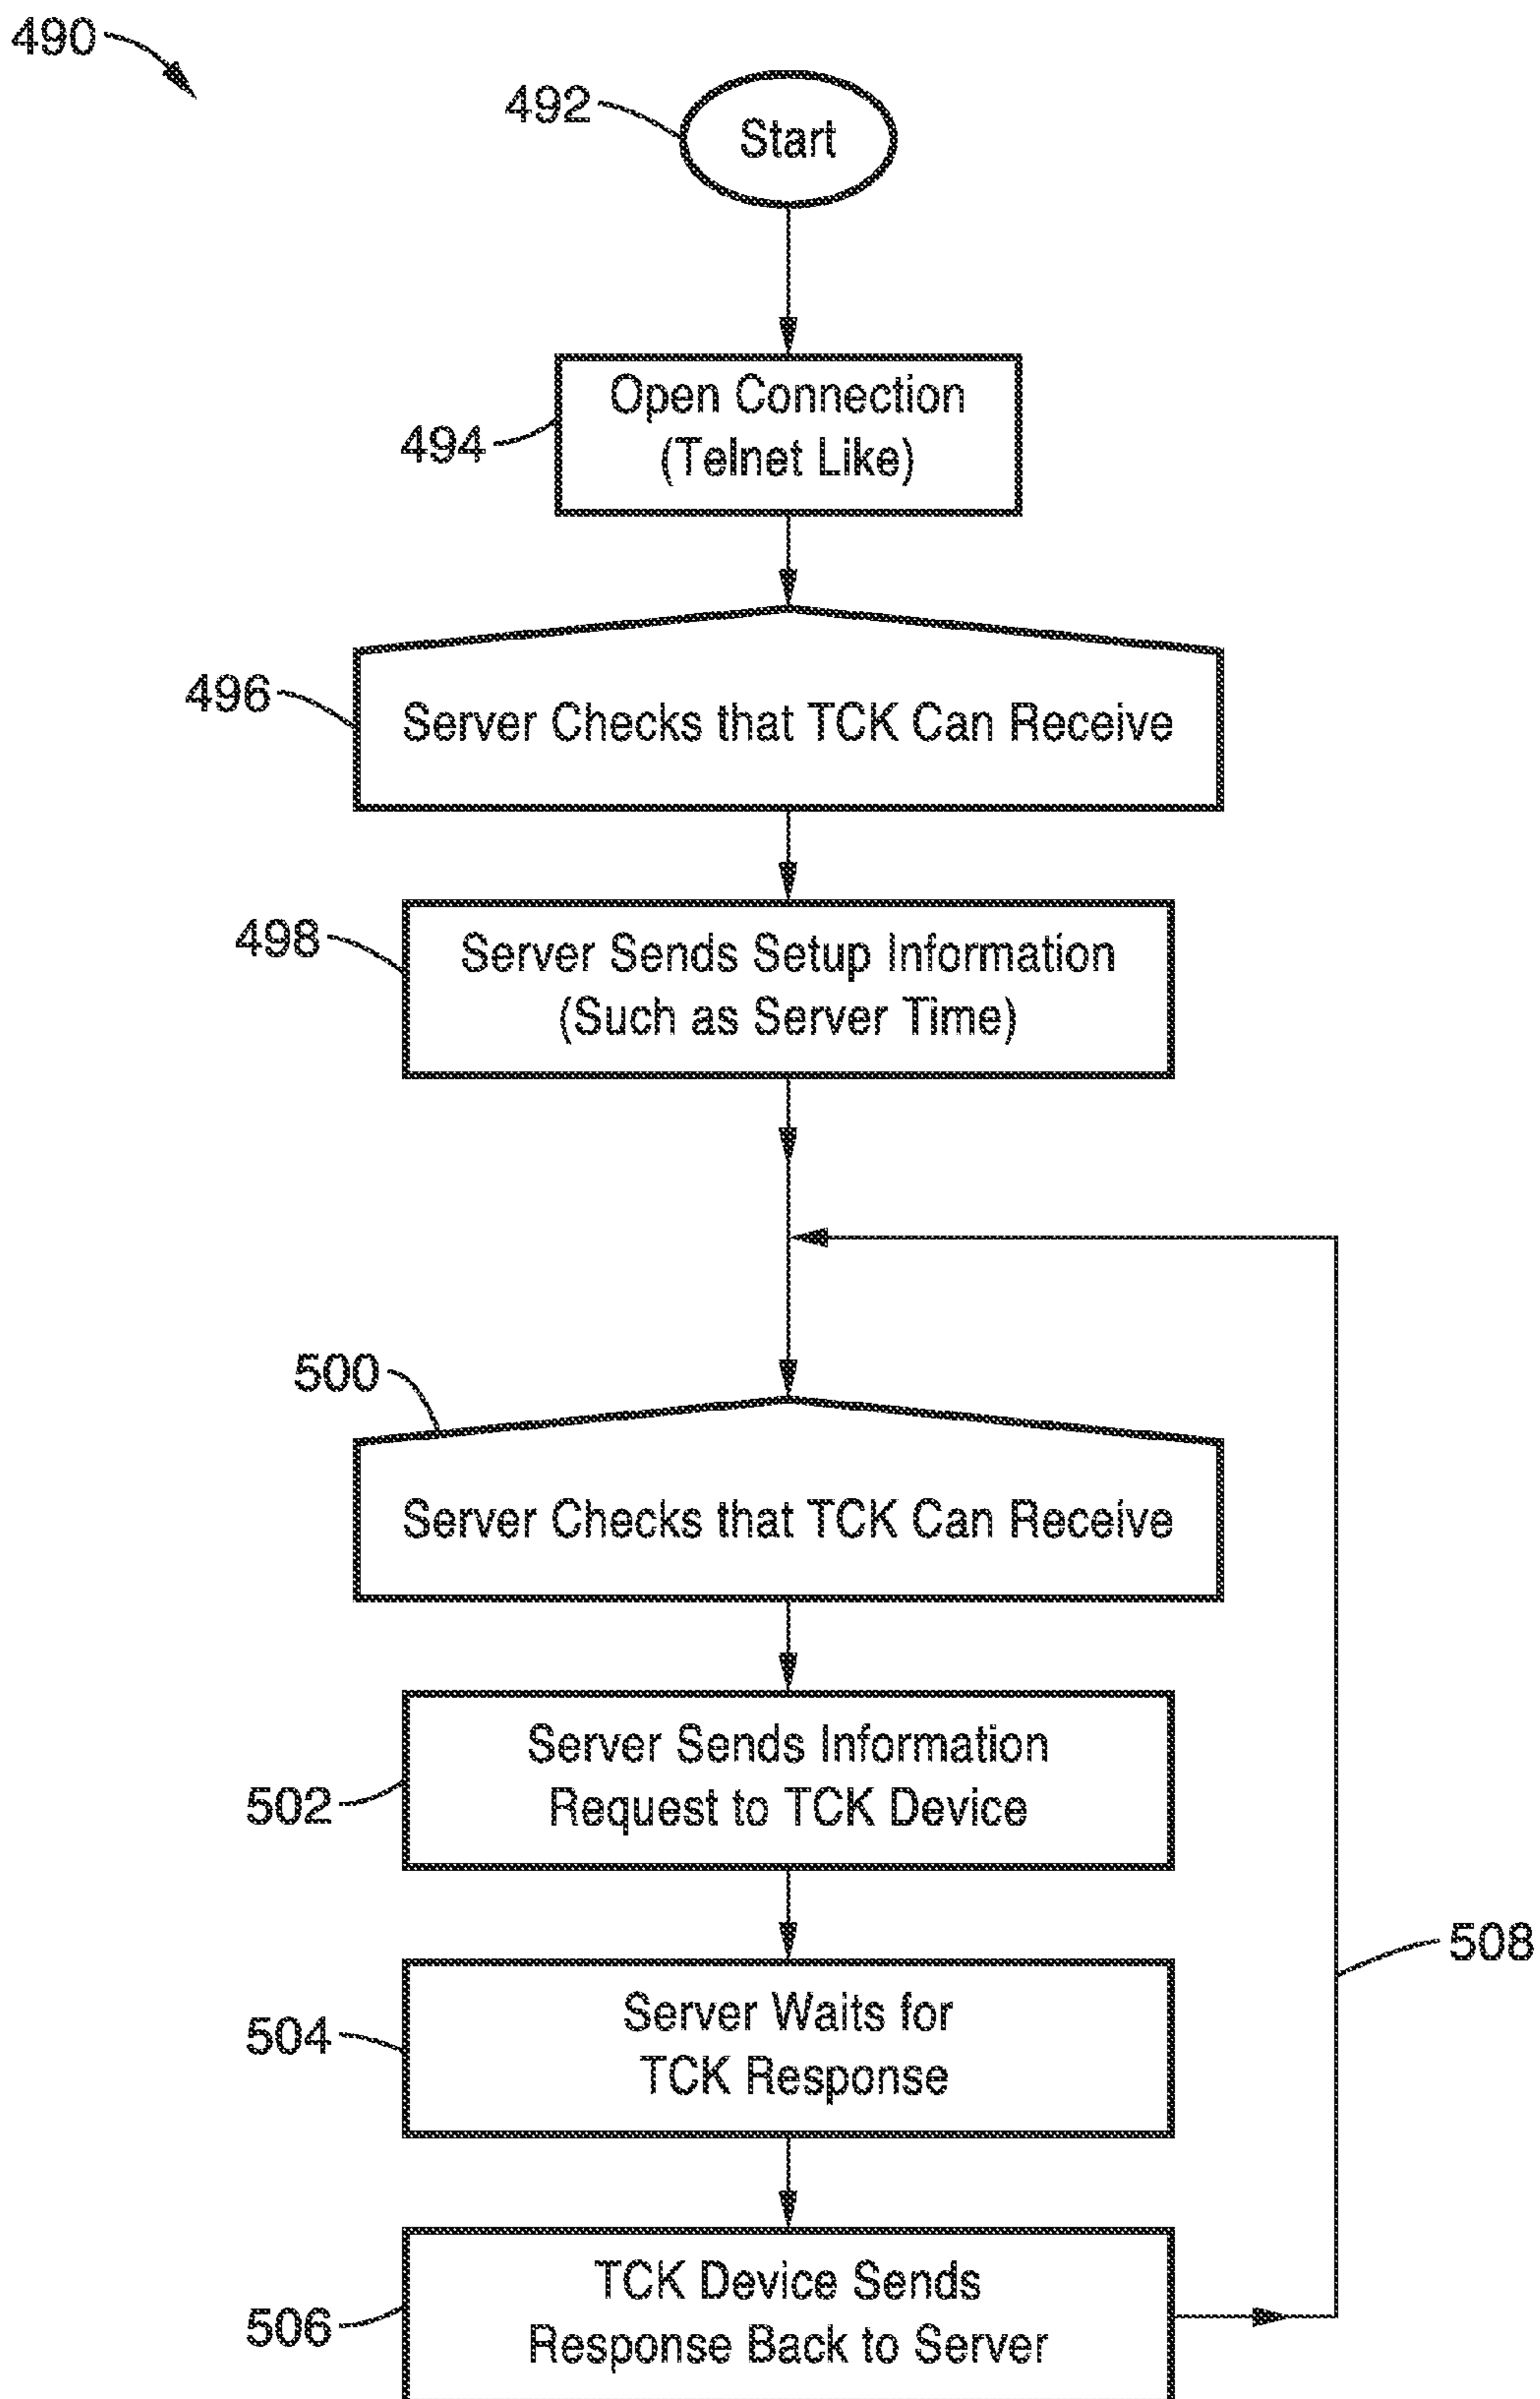 490
492
Start
494
Open Connection
(Telnet Like)
496
Server Checks that TCK Can Receive
498
Server Sends Setup Information
(Such as Server Time)
500
Server Checks that TCK Can Receive
502
Server Sends Information
Request to TCK Device
504
Server Waits for
TCK Response
508
506
TCK Device Sends
Response Back to Server